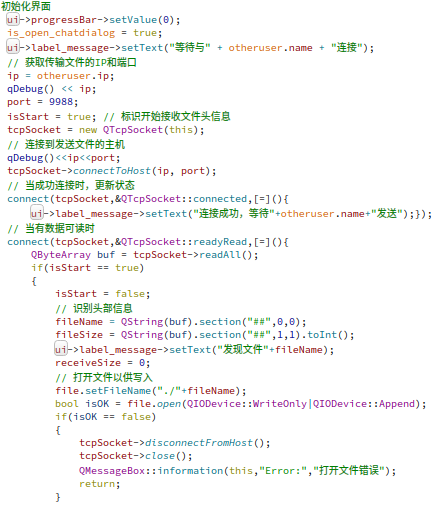 初始化界面
ui->progressBar->setValue(0);
is_open_chatdialog = true;
ui->label_message->setText("等待与" + otheruser.name + "连接");
// 获取传输文件的IP和端口
ip = otheruser.ip;
qDebug() << ip;
port = 9988;
isStart = true; // 标识开始接收文件头信息
tcpSocket = new QTcpSocket(this);
// 连接到发送文件的主机
qDebug()<<ip<<port;
tcpSocket->connectToHost(ip, port);
// 当成功连接时，更新状态
connect(tcpSocket,&QTcpSocket::connected,[=](){
ui->label_message->setText("连接成功，等待"+otheruser.name+"发送");});
// 当有数据可读时
connect(tcpSocket,&QTcpSocket::readyRead,[=](){
QByteArray buf = tcpSocket->readAll();
if(isStart == true)
{
isStart = false;
// 识别头部信息
fileName = QString(buf).section("##",0,0);
fileSize = QString(buf).section("##",1,1).toInt();
ui->label_message->setText("发现文件"+fileName);
receiveSize = 0;
// 打开文件以供写入
file.setFileName("./"+fileName);
bool isOK = file.open(QIODevice::WriteOnly|QIODevice::Append);
if(isOK == false)
{
tcpSocket->disconnectFromHost();
tcpSocket->close();
QMessageBox::information(this,"Error:","打开文件错误");
return;
}